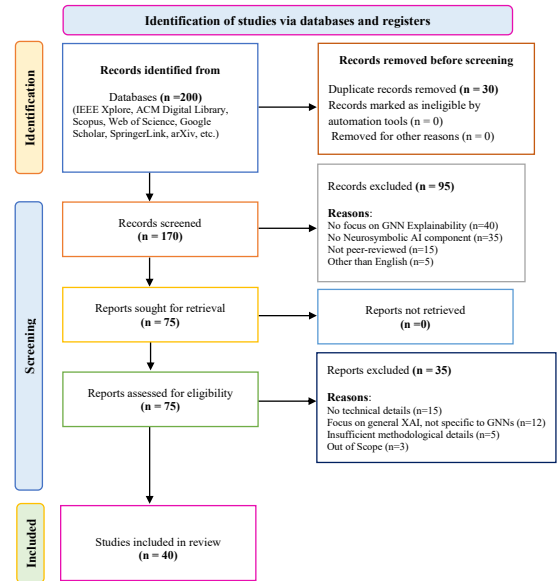 Identification of studies via databases and registers
Identification
Records identified from
Databases (n =200)
(IEEE Xplore, ACM Digital Library,
Scopus, Web of Science, Google
Scholar, SpringerLink, arXiv, etc.)
Records removed before screening
Duplicate records removed (n = 30)
Records marked as ineligible by
automation tools (n = 0)
Removed for other reasons (n = 0)
Screening
Records screened
(n = 170)
Records excluded (n = 95)
Reasons:
No focus on GNN Explainability (n=40)
No Neurosymbolic AI component (n=35)
Not peer-reviewed (n=15)
Other than English (n=5)
Reports sought for retrieval
(n = 75)
Reports not retrieved
(n =0)
Reports assessed for eligibility
(n = 75)
Reports excluded (n = 35)
Reasons:
No technical details (n=15)
Focus on general XAI, not specific to GNNs (n=12)
Insufficient methodological details (n=5)
Out of Scope (n=3)
Included
Studies included in review
(n = 40)